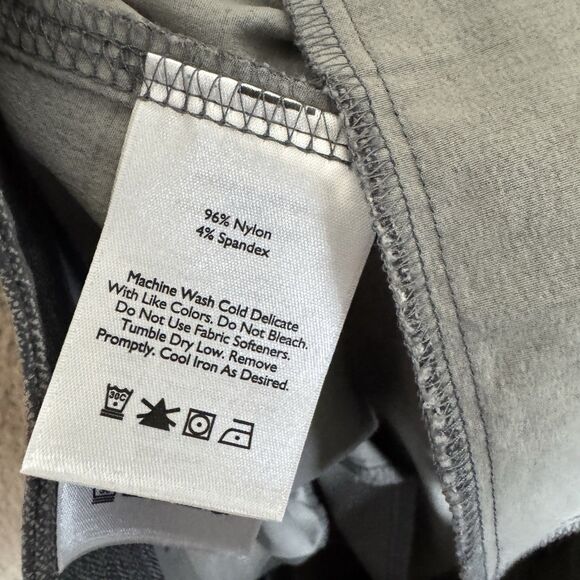 96% Nylon
4% Spandex
Machine Wash Cold Delicate
With Like Colors. Do Not Bleach.
Do Not Use Fabric Softeners.
Tumble Dry Low. Remove
Promptly. Cool Iron As Desired.
30C